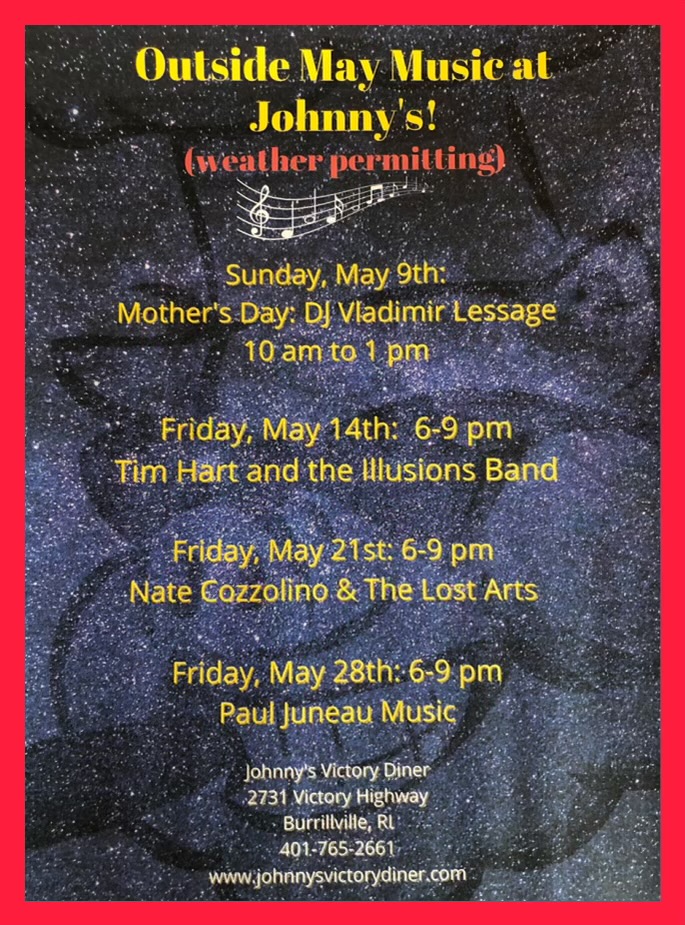 Outside May Music at
Johnny's!
(weather permitting)
Sunday, May 9th:
Mother's Day: DJ Vladimir Lessage
10 am to 1 pm
Friday, May 14th: 6-9 pm
Tim Hart and the Illusions Band
Friday, May 21st: 6-9 pm
Nate Cozzolino & The Lost Arts
Friday, May 28th: 6-9 pm
Paul Juneau Music
Johnny's Victory Diner
2731 Victory Highway
Burrillville, RI
401-765-2661
www.johnnysvictorydiner.com